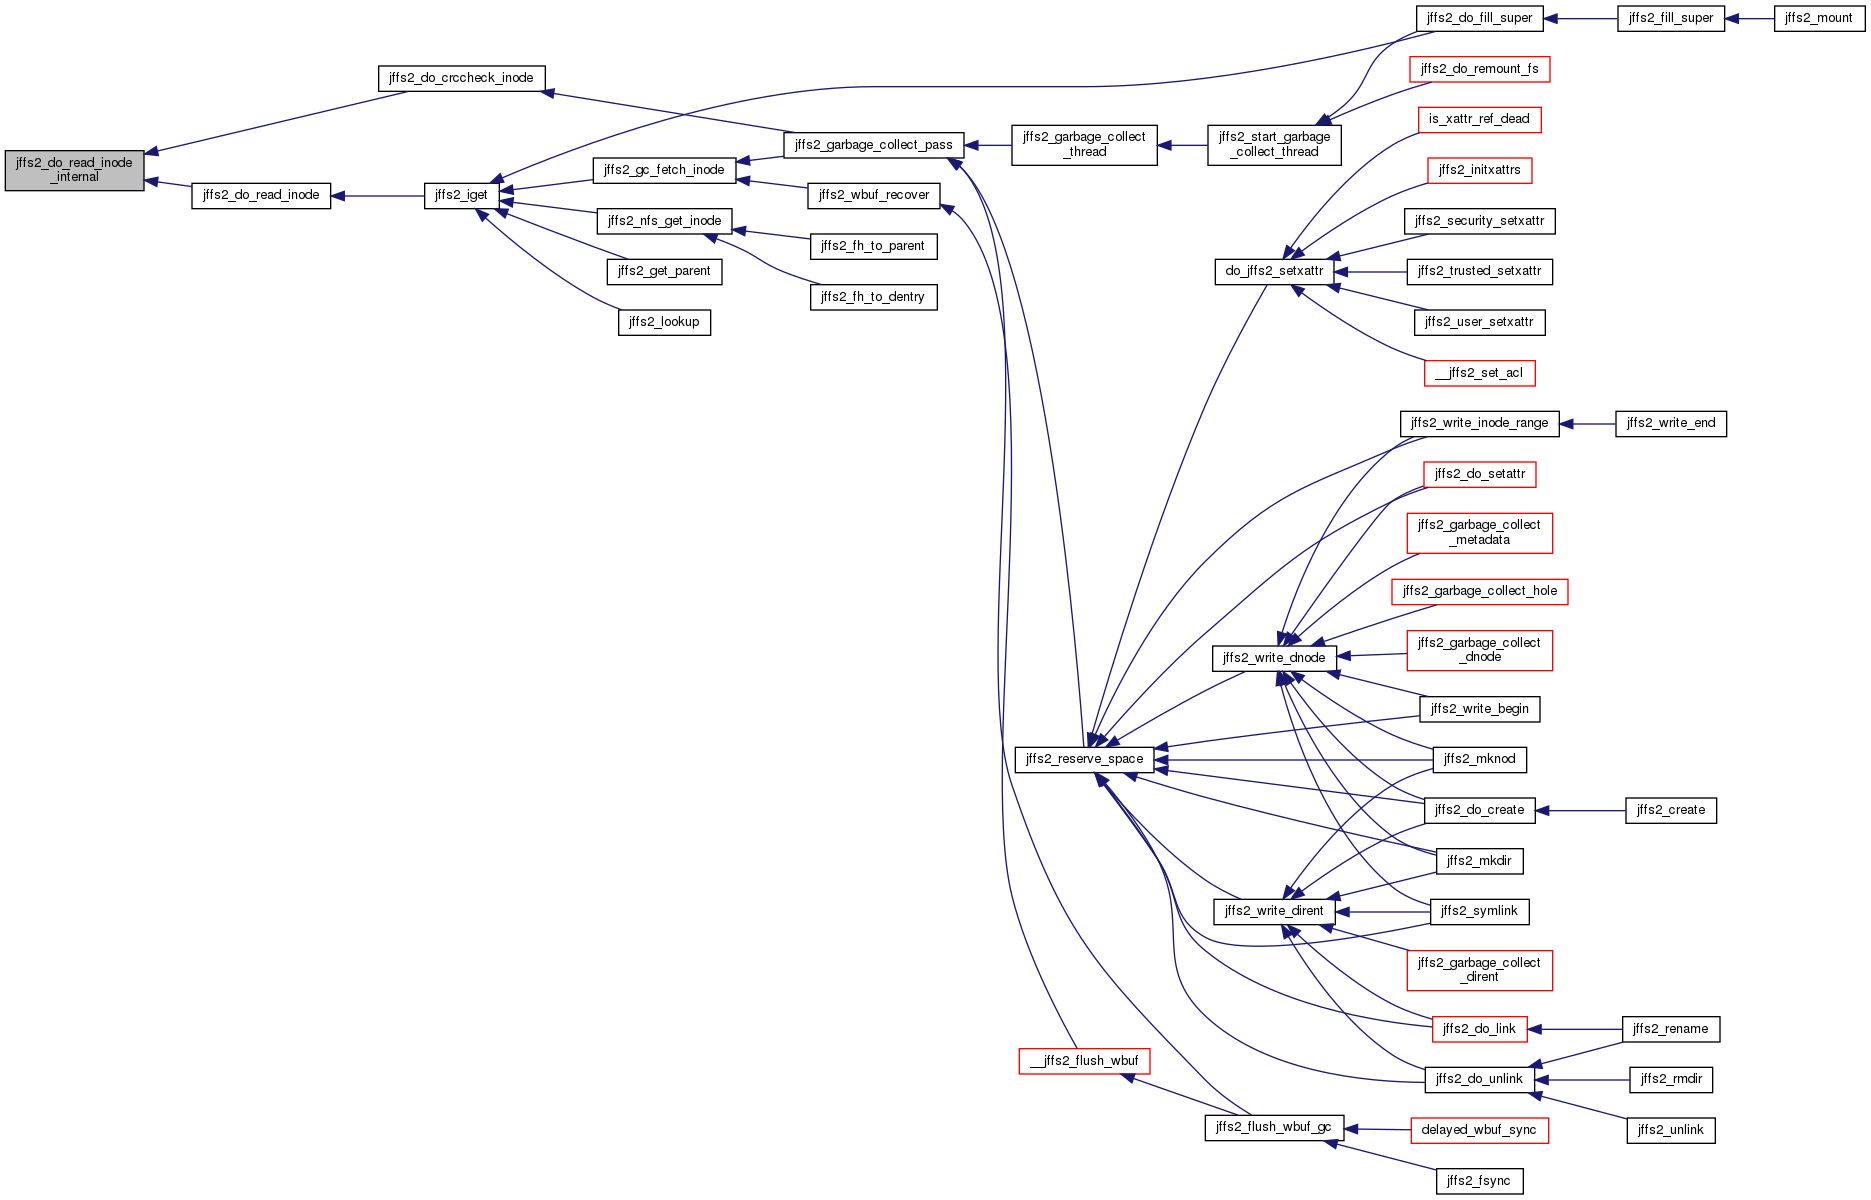 jffs2_do_read_inode
_internal
jffs2_do_crccheck_inode
jffs2_do_read_inode
jffs2_iget
jffs2_gc_fetch_inode
jffs2_nfs_get_inode
jffs2_get_parent
jffs2_lookup
jffs2_garbage_collect_pass
jffs2_wbuf_recover
jffs2_fh_to_parent
jffs2_fh_to_dentry
jffs2_garbage_collect
_thread
jffs2_reserve_space
__jffs2_flush_wbuf
jffs2_start_garbage
_collect_thread
do_jffs2_setxattr
jffs2_write_dnode
jffs2_write_dirent
jffs2_flush_wbuf_gc
jffs2_do_fill_super
jffs2_do_remount_fs
is_xattr_ref_dead
jffs2_initxattrs
jffs2_security_setxattr
jffs2_trusted_setxattr
jffs2_user_setxattr
__jffs2_set_acl
jffs2_write_inode_range
jffs2_do_setattr
jffs2_garbage_collect
_metadata
jffs2_garbage_collect_hole
jffs2_garbage_collect
_dnode
jffs2_write_begin
jffs2_mknod
jffs2_do_create
jffs2_mkdir
jffs2_symlink
jffs2_garbage_collect
_dirent
jffs2_do_link
jffs2_do_unlink
delayed_wbuf_sync
jffs2_fsync
jffs2_fill_super
jffs2_write_end
jffs2_create
jffs2_rename
jffs2_rmdir
jffs2_unlink
jffs2_mount